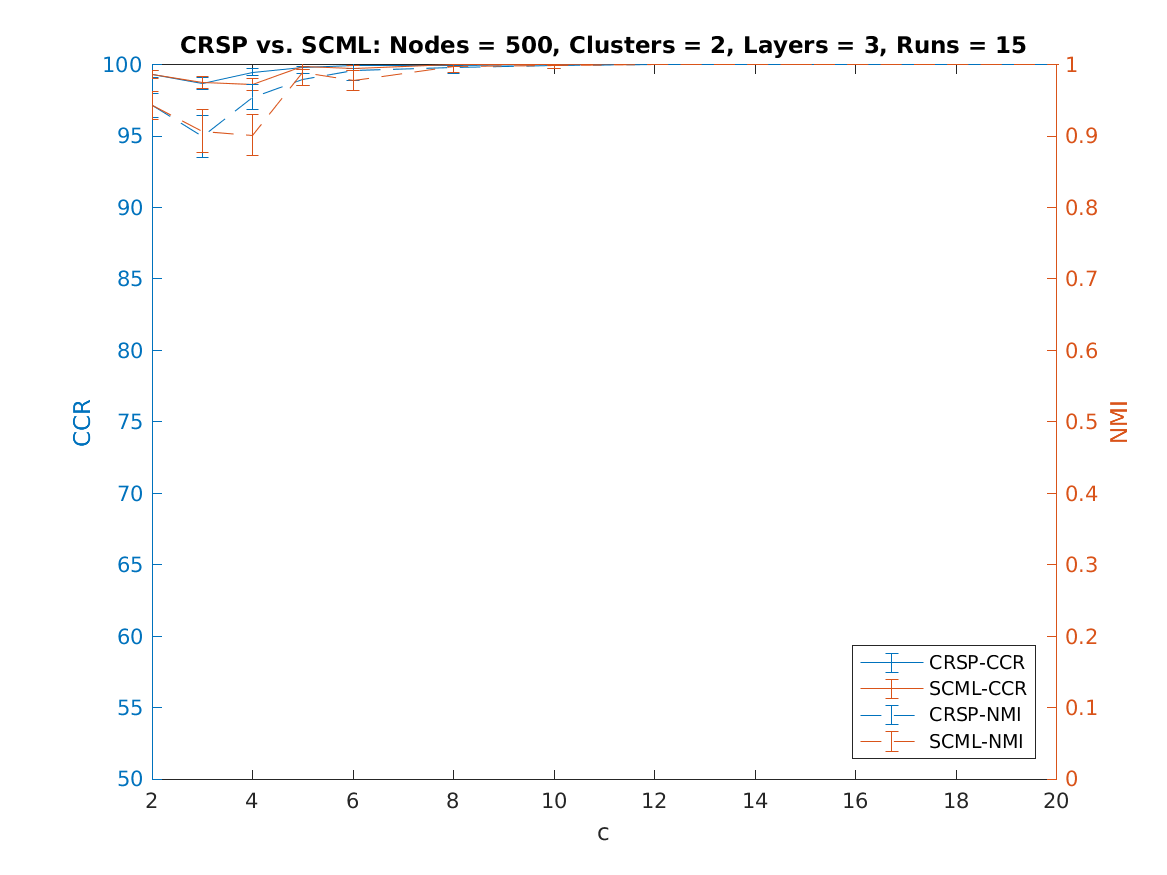 CRSP vs. SCML: Nodes = 500, Clusters = 2, Layers = 3, Runs = 15
100
95
90
85
80
75
70
65
60
55
50
CCR
1
0.9
0.8
0.7
0.6
0.5
0.4
0.3
0.2
0.1
0
NMI
CRSP-CCR
SCML-CCR
CRSP-NMI
SCML-NMI
2 4 6 8 10 12 14 16 18 20
c